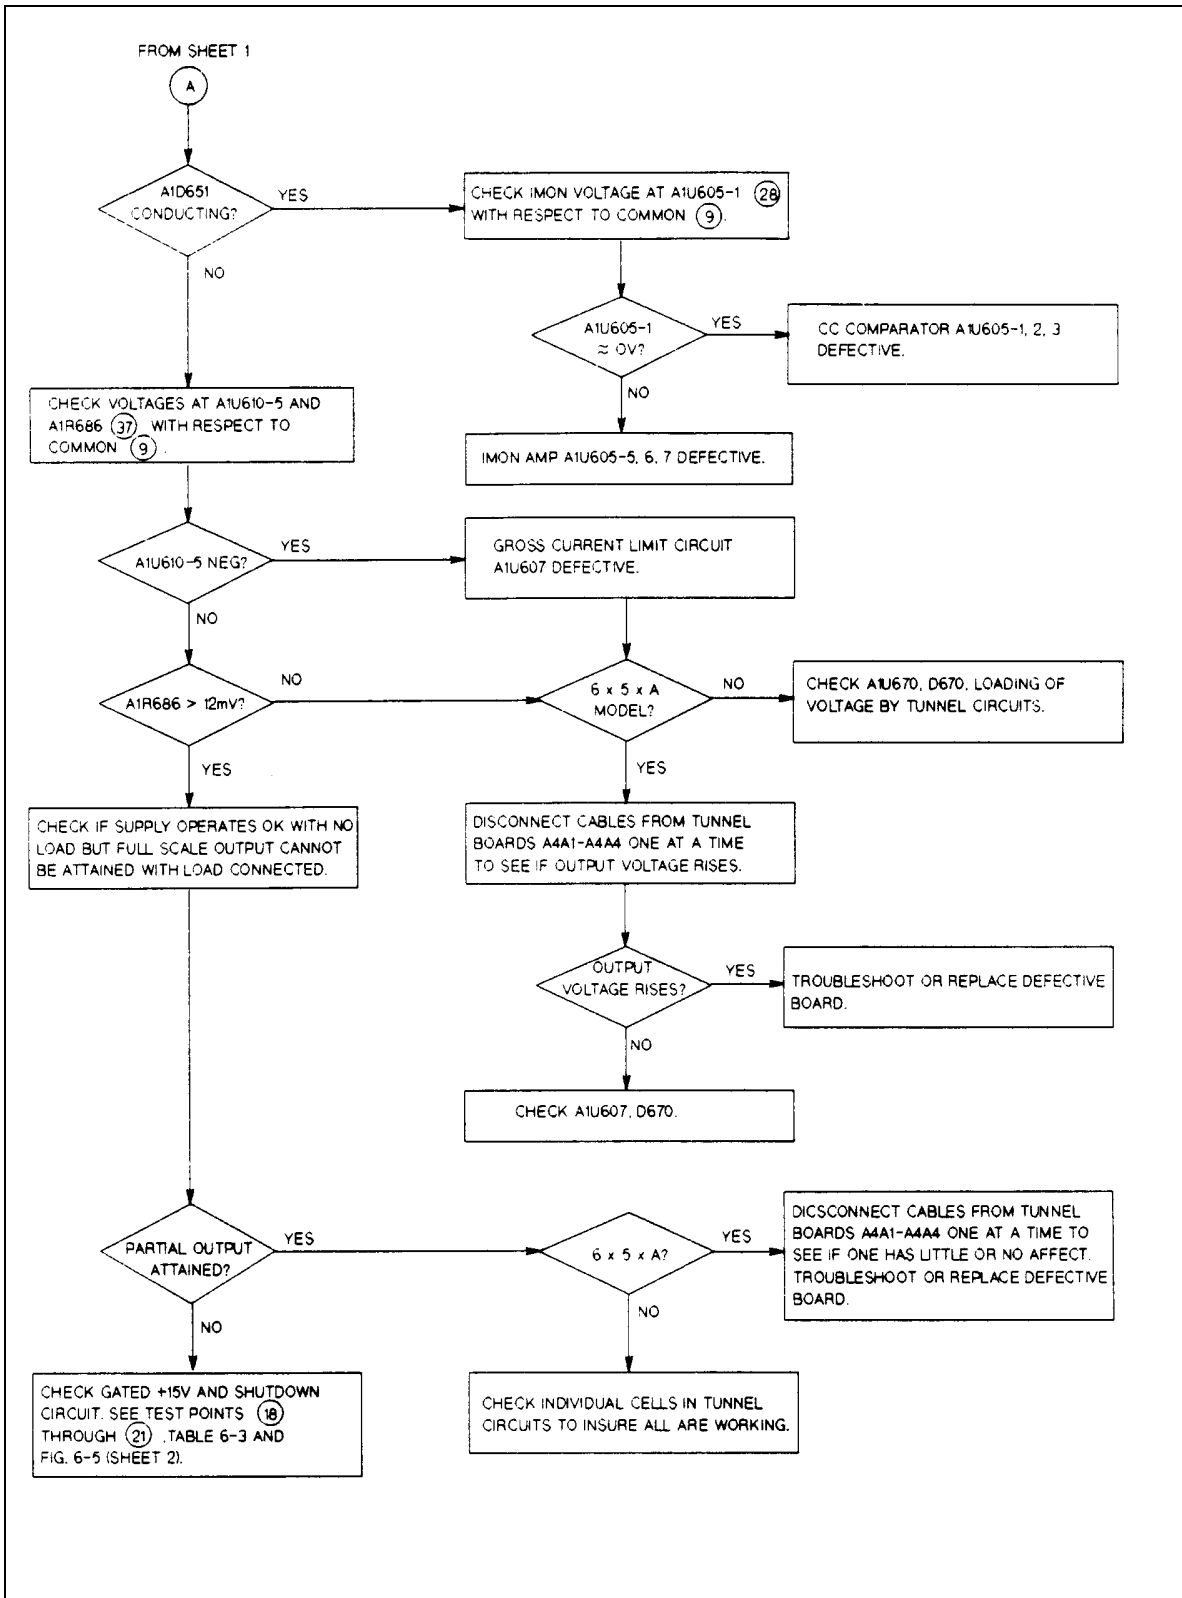 FROM SHEET 1
A
A1D651
CONDUCTING?
YES
CHECK IMON VOLTAGE AT A1U605-1 (28)
WITH RESPECT TO COMMON (9).
NO
A1U605-1
≈ 0V?
YES
CC COMPARATOR A1U605-1, 2, 3
DEFECTIVE.
NO
IMON AMP A1U605-5, 6, 7 DEFECTIVE.
CHECK VOLTAGES AT A1U610-5 AND
A1R686 (37) WITH RESPECT TO
COMMON (9).
A1U610-5 NEG?
YES
GROSS CURRENT LIMIT CIRCUIT
A1U607 DEFECTIVE.
NO
A1R686 > 12mV?
NO
6 x 5 x A
MODEL?
NO
CHECK A1U670, D670, LOADING OF
VOLTAGE BY TUNNEL CIRCUITS.
YES
YES
CHECK IF SUPPLY OPERATES OK WITH NO
LOAD BUT FULL SCALE OUTPUT CANNOT
BE ATTAINED WITH LOAD CONNECTED.
DISCONNECT CABLES FROM TUNNEL
BOARDS A4A1-A4A4 ONE AT A TIME
TO SEE IF OUTPUT VOLTAGE RISES.
OUTPUT
VOLTAGE RISES?
YES
TROUBLESHOOT OR REPLACE DEFECTIVE
BOARD.
NO
CHECK A1U607, D670.
PARTIAL OUTPUT
ATTAINED?
YES
6 x 5 x A?
YES
DICSCONNECT CABLES FROM TUNNEL
BOARDS A4A1-A4A4 ONE AT A TIME TO
SEE IF ONE HAS LITTLE OR NO AFFECT.
TROUBLESHOOT OR REPLACE DEFECTIVE
BOARD.
NO
NO
CHECK GATED +15V AND SHUTDOWN
CIRCUIT. SEE TEST POINTS (18)
THROUGH (21) .TABLE 6-3 AND
FIG. 6-5 (SHEET 2).
CHECK INDIVIDUAL CELLS IN TUNNEL
CIRCUITS TO INSURE ALL ARE WORKING.